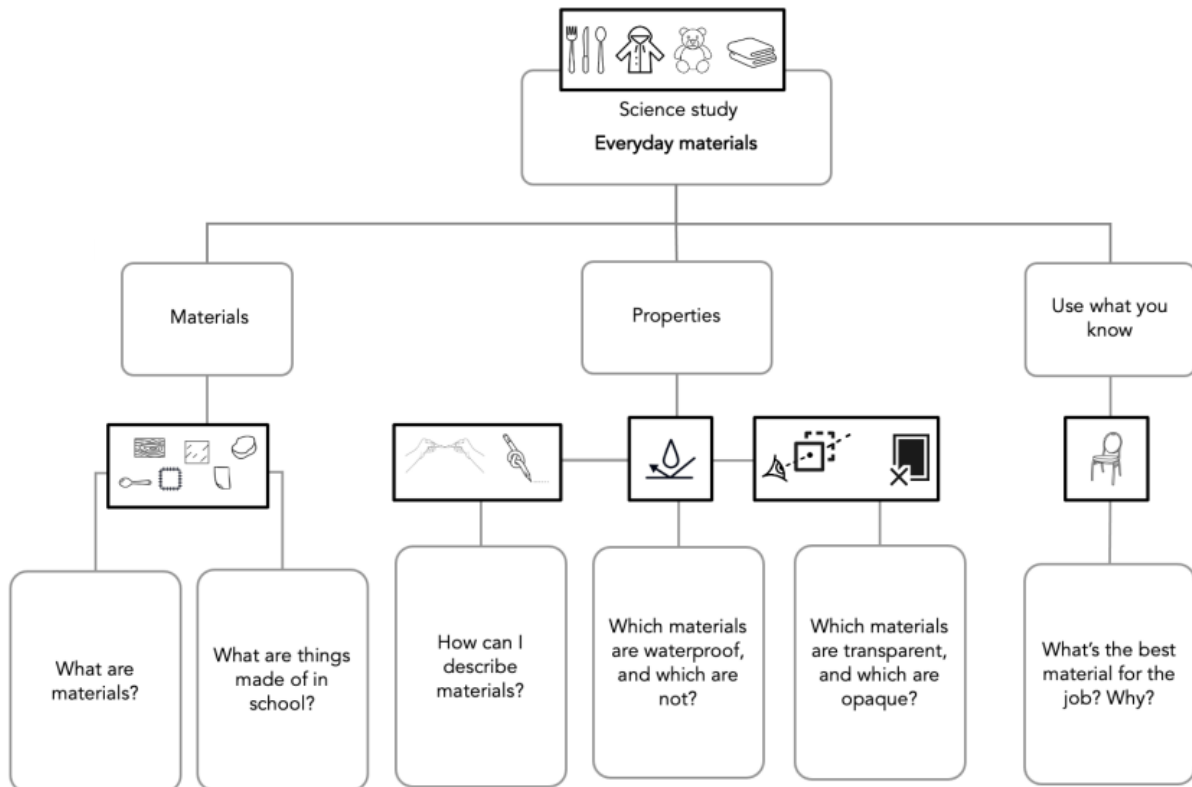 Science study
Everyday materials
Materials
Properties
Use what you
know
What are
materials?
What are things
made of in
school?
How can I
describe
materials?
Which materials
are waterproof,
and which are
not?
Which materials
are transparent,
and which are
opaque?
What’s the best
material for the
job? Why?